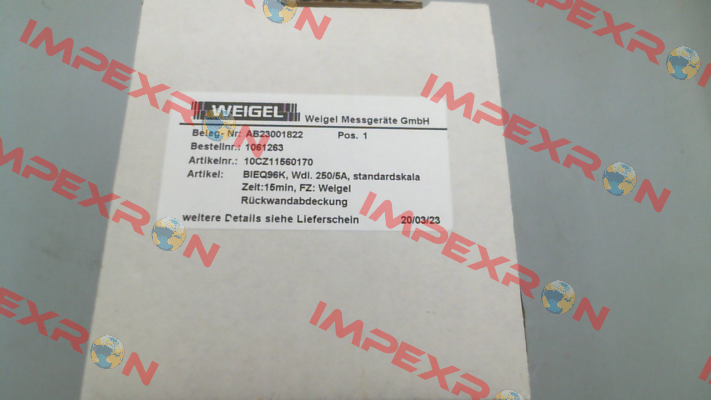 IMPEXRON
IMPEXRON
WEIGEL Weigel Messgeräte GmbH
Beleg- Nr: AB23001822 Pos. 1
Bestellnr.: 1061263
Artikelnr.: 10CZ11560170
Artikel: BIEQ96K, Wdl. 250/5A, standardskala
Zeit:15min, FZ: Weigel
Rückwandabdeckung
weitere Details siehe Lieferschein 20/03/23
IMPEXRON
IMPEXRON
IMPEXRON
IMPEXRON